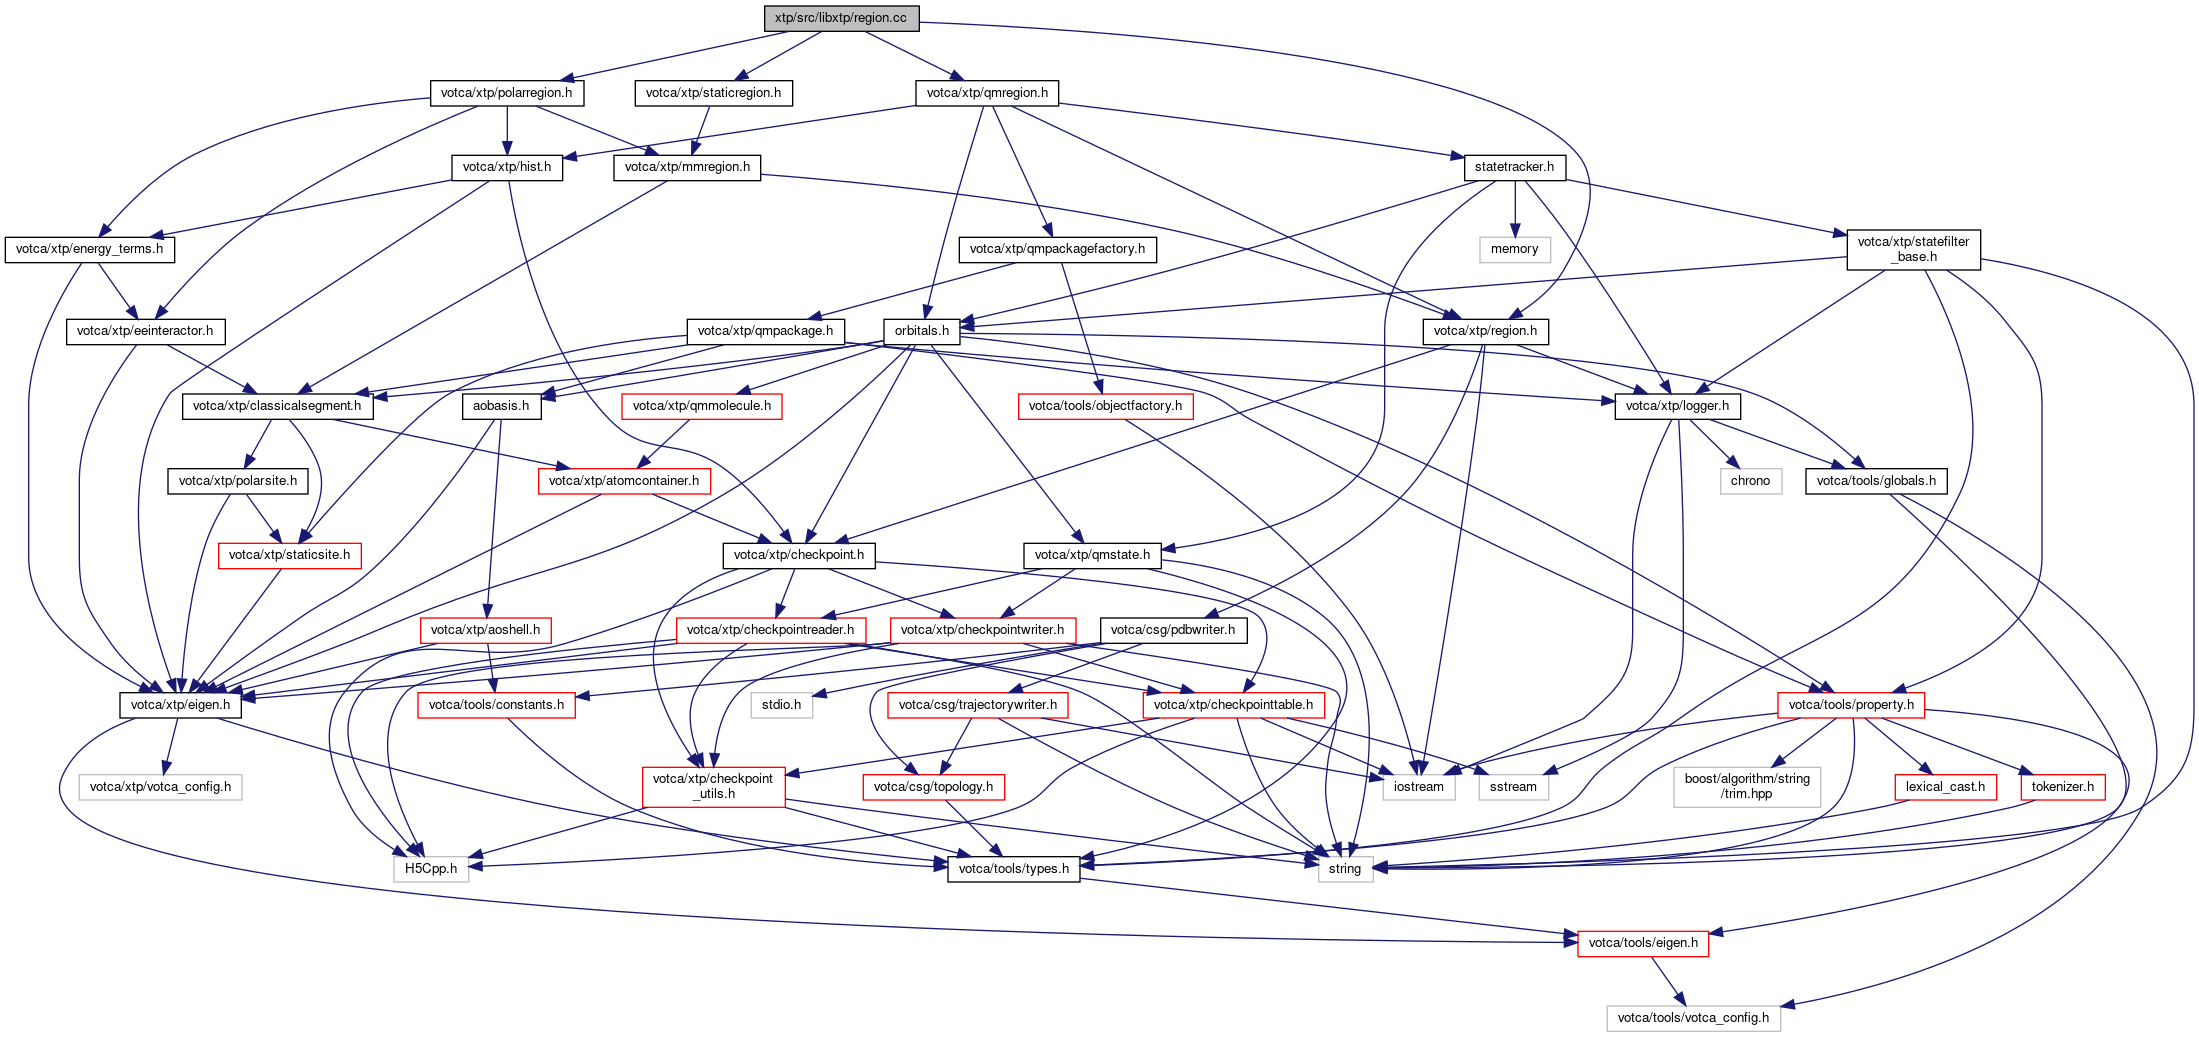 xtp/src/libxtp/region.cc
votca/xtp/polarregion.h
votca/xtp/staticregion.h
votca/xtp/qmregion.h
votca/xtp/hist.h
votca/xtp/mmregion.h
statetracker.h
votca/xtp/energy_terms.h
votca/xtp/qmpackagefactory.h
memory
votca/xtp/statefilter
_base.h
votca/xtp/eeinteractor.h
votca/xtp/qmpackage.h
orbitals.h
votca/xtp/region.h
votca/xtp/classicalsegment.h
aobasis.h
votca/xtp/qmmolecule.h
votca/tools/objectfactory.h
votca/xtp/logger.h
votca/xtp/polarsite.h
votca/xtp/atomcontainer.h
chrono
votca/tools/globals.h
votca/xtp/staticsite.h
votca/xtp/checkpoint.h
votca/xtp/qmstate.h
votca/xtp/aoshell.h
votca/xtp/checkpointreader.h
votca/xtp/checkpointwriter.h
votca/csg/pdbwriter.h
votca/xtp/eigen.h
votca/tools/constants.h
stdio.h
votca/csg/trajectorywriter.h
votca/xtp/checkpointtable.h
votca/tools/property.h
votca/xtp/votca_config.h
votca/xtp/checkpoint
_utils.h
votca/csg/topology.h
iostream
sstream
boost/algorithm/string
/trim.hpp
lexical_cast.h
tokenizer.h
H5Cpp.h
votca/tools/types.h
string
votca/tools/eigen.h
votca/tools/votca_config.h